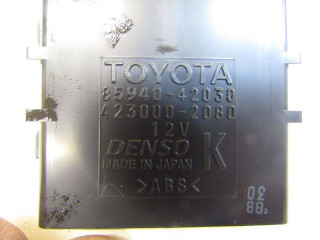 TOYOTA
85940-42030
423000-2080
12V
DENSO K
MADE IN JAPAN
>ABS<